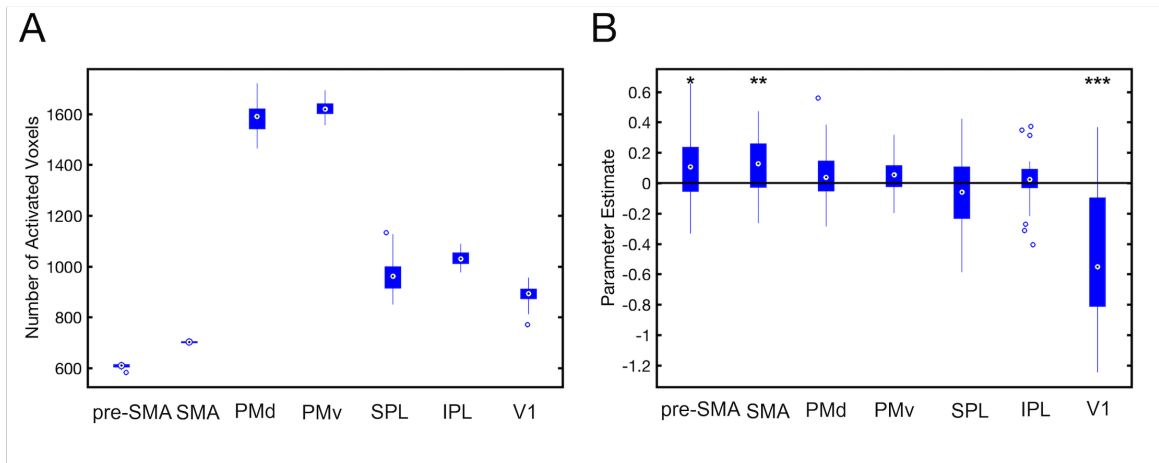 A
Number of Activated Voxels
1600
1400
1200
1000
800
600
pre-SMA SMA PMd PMv SPL IPL V1
B
Parameter Estimate
0.6
0.4
0.2
0
-0.2
-0.4
-0.6
-0.8
-1
-1.2
* ** ***
pre-SMA SMA PMd PMv SPL IPL V1